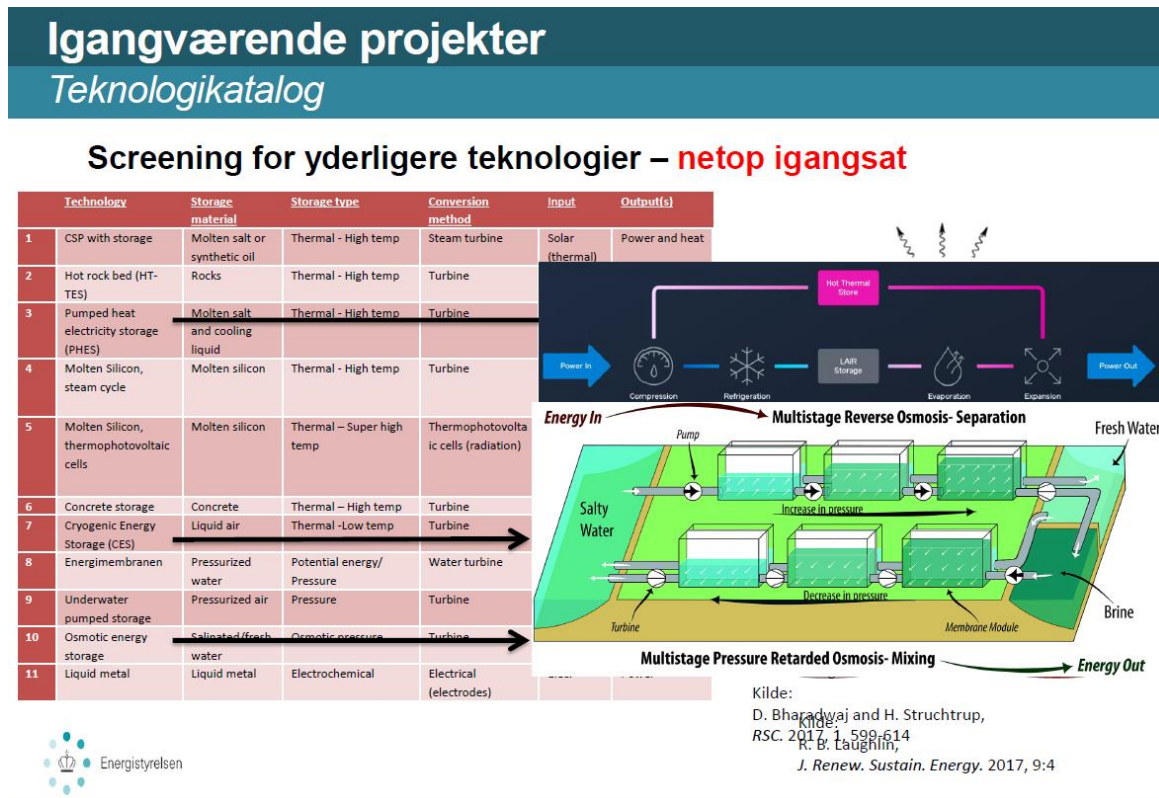 Igangværende projekter
Teknologikatalog
Screening for yderligere teknologier – netop igangsat
Technology Storage material Storage type Conversion method Input Output(s)
1 CSP with storage Molten salt or synthetic oil Thermal - High temp Steam turbine Solar (thermal) Power and heat
2 Hot rock bed (HT-TES) Rocks Thermal - High temp Turbine
3 Pumped heat electricity storage (PHES) Molten salt and cooling liquid Thermal - High temp Turbine
4 Molten Silicon, steam cycle Molten silicon Thermal - High temp Turbine
5 Molten Silicon, thermophotovoltaic cells Molten silicon Thermal – Super high temp Thermophotovoltaic cells (radiation)
6 Concrete storage Concrete Thermal – High temp Turbine
7 Cryogenic Energy Storage (CES) Liquid air Thermal -Low temp Turbine
8 Energimembranen Pressurized water Potential energy/ Pressure Water turbine
9 Underwater pumped storage Pressurized air Pressure Turbine
10 Osmotic energy storage Salinated/fresh water Osmotic pressure Turbine
11 Liquid metal Liquid metal Electrochemical Electrical (electrodes)
Hot Thermal Store
Power In
LAIR Storage
Power Out
Compression
Refrigeration
Evaporation
Expansion
Energy In
Multistage Reverse Osmosis- Separation
Pump
Fresh Water
Salty Water
Increase in pressure
Decrease in pressure
Brine
Turbine
Membrane Module
Multistage Pressure Retarded Osmosis- Mixing
Energy Out
Kilde:
D. Bharadwaj and H. Struchtrup,
RSC. 2017, 1, 599-614
Kilde:
R. B. Laughlin,
J. Renew. Sustain. Energy. 2017, 9:4
Energistyrelsen